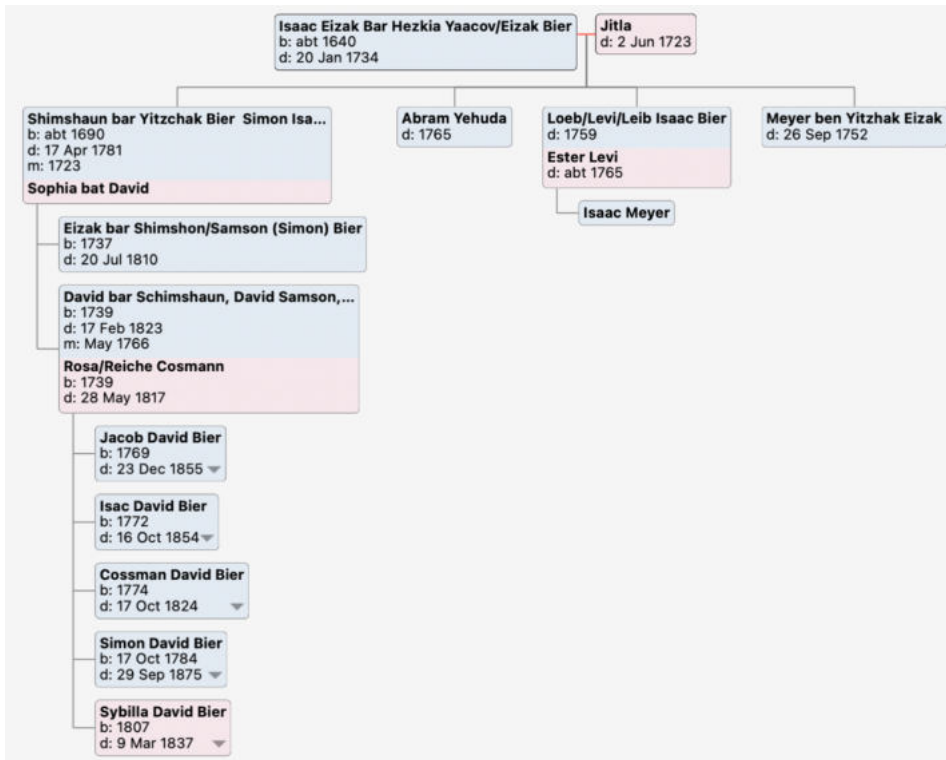 Isaac Eizak Bar Hezkia Yaacov/Eizak Bier
b: abt 1640
d: 20 Jan 1734
Jitla
d: 2 Jun 1723
Shimshaun bar Yitzchak Bier Simon Isa...
b: abt 1690
d: 17 Apr 1781
m: 1723
Sophia bat David
Abram Yehuda
d: 1765
Loeb/Levi/Leib Isaac Bier
d: 1759
Ester Levi
d: abt 1765
Meyer ben Yitzhak Eizak
d: 26 Sep 1752
Isaac Meyer
Eizak bar Shimshon/Samson (Simon) Bier
b: 1737
d: 20 Jul 1810
David bar Schimshaun, David Samson,...
b: 1739
d: 17 Feb 1823
m: May 1766
Rosa/Reiche Cosmann
b: 1739
d: 28 May 1817
Jacob David Bier
b: 1769
d: 23 Dec 1855
Isac David Bier
b: 1772
d: 16 Oct 1854
Cossman David Bier
b: 1774
d: 17 Oct 1824
Simon David Bier
b: 17 Oct 1784
d: 29 Sep 1875
Sybilla David Bier
b: 1807
d: 9 Mar 1837